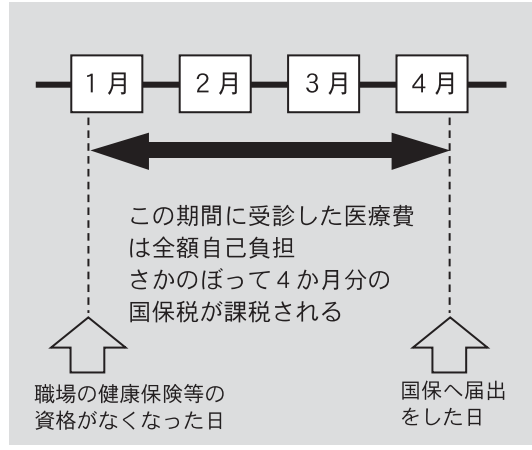 1月 2月 3月 4月
この期間に受診した医療費
は全額自己負担
さかのぼって4か月分の
国保税が課税される
職場の健康保険等の
資格がなくなった日
国保へ届出
をした日